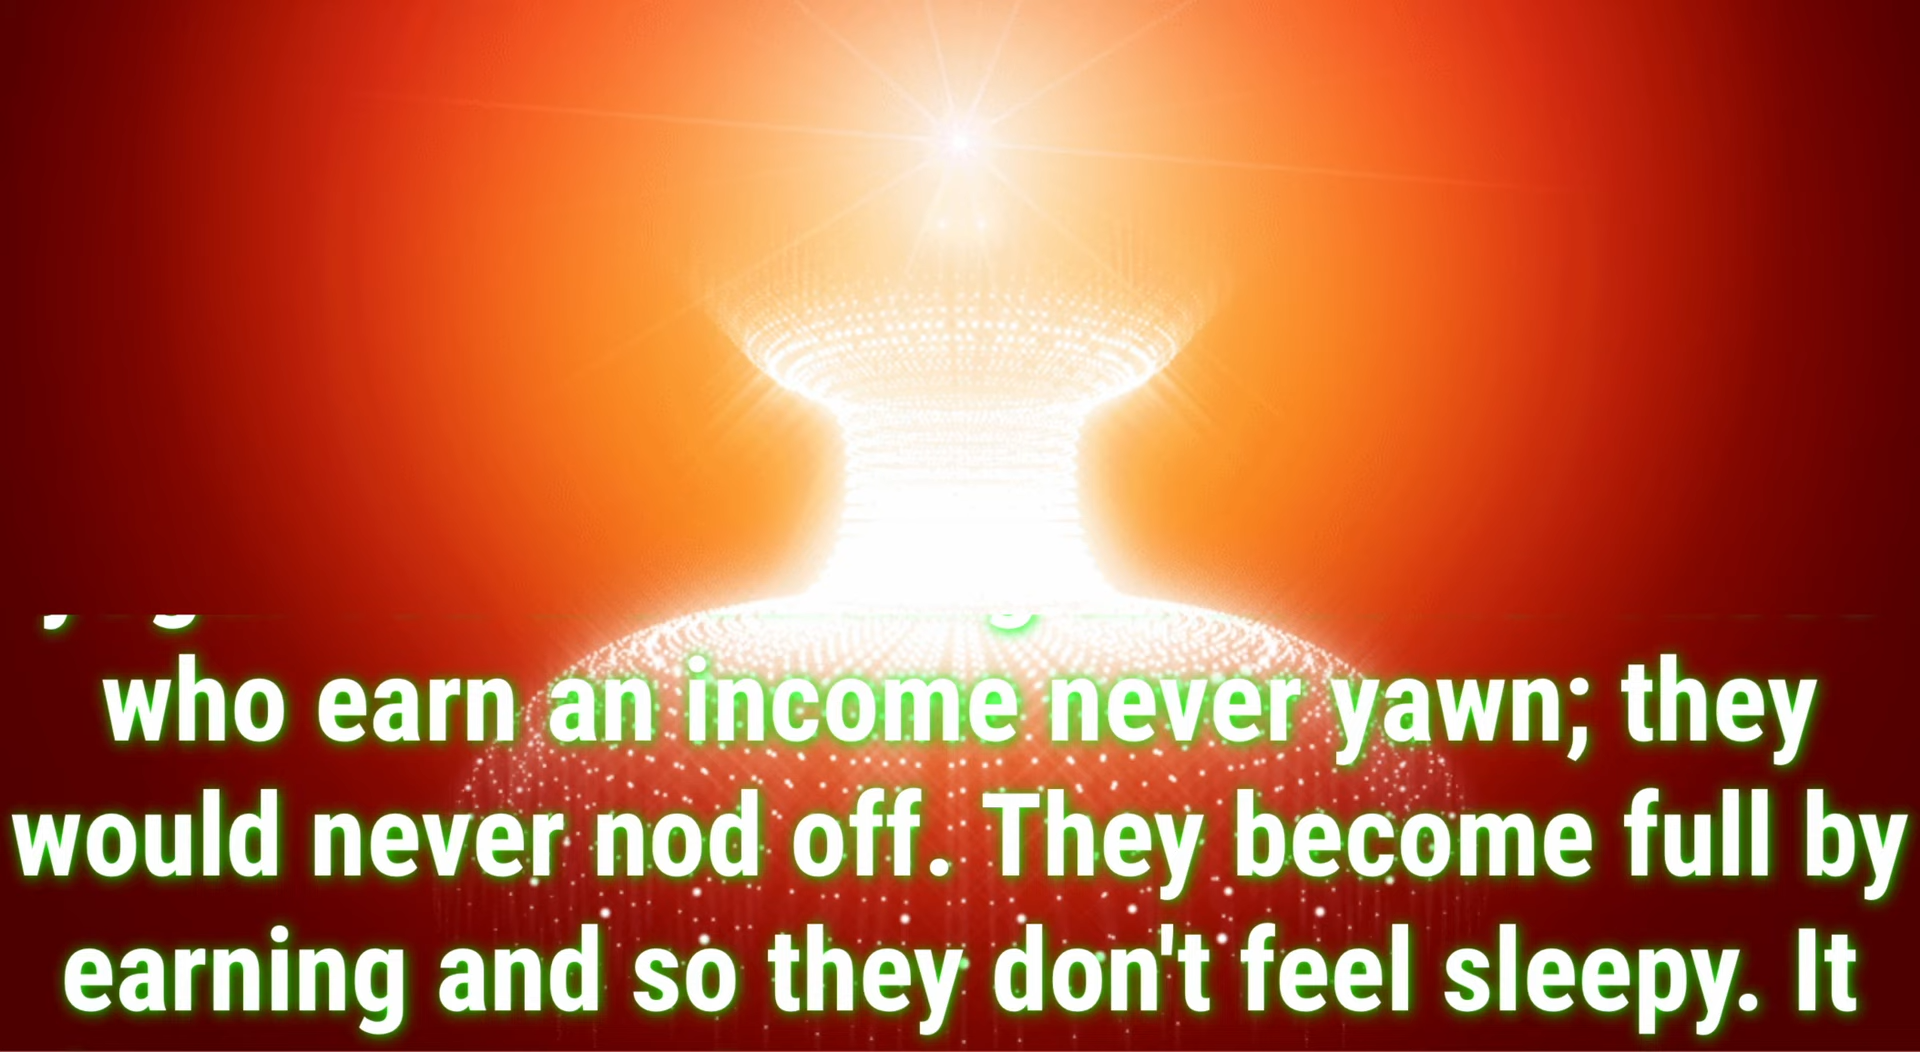 who earn an income never yawn; they
would never nod off. They become full by
earning and so they don't feel sleepy. It